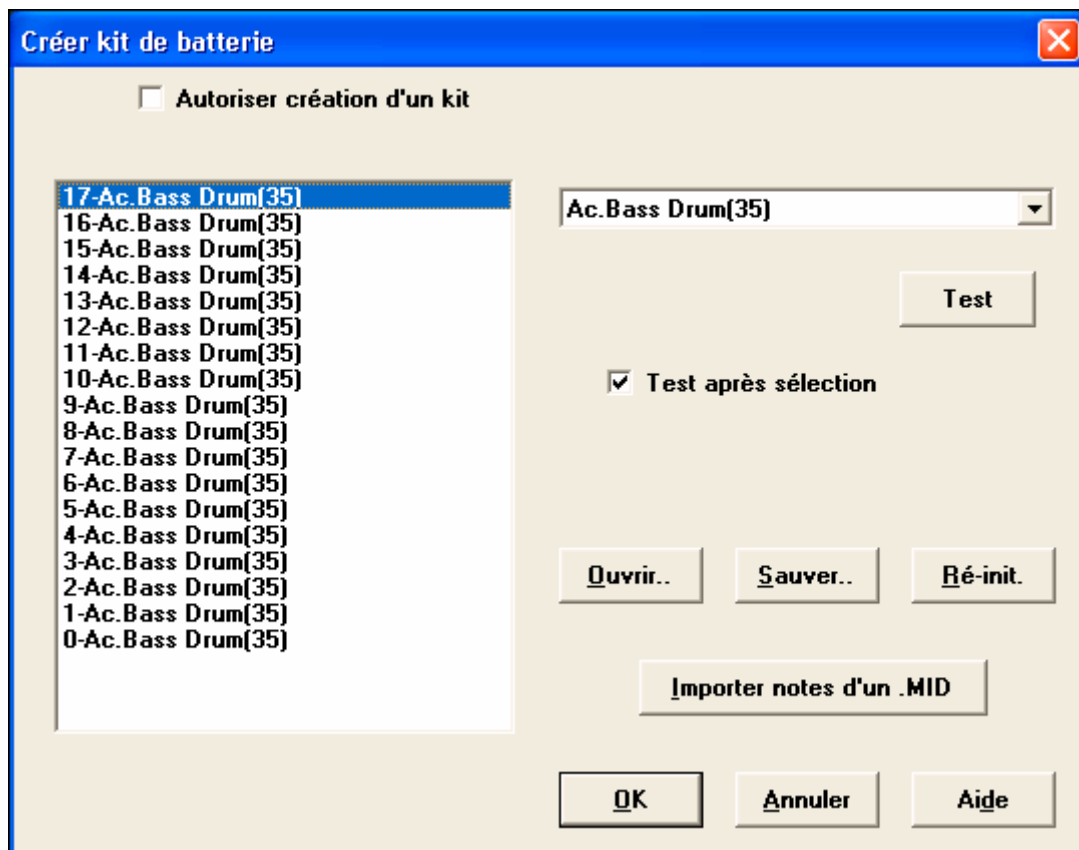 Créer kit de batterie
Autoriser création d'un kit
17-Ac.Bass Drum(35)
16-Ac.Bass Drum(35)
15-Ac.Bass Drum(35)
14-Ac.Bass Drum(35)
13-Ac.Bass Drum(35)
12-Ac.Bass Drum(35)
11-Ac.Bass Drum(35)
10-Ac.Bass Drum(35)
9-Ac.Bass Drum(35)
8-Ac.Bass Drum(35)
7-Ac.Bass Drum(35)
6-Ac.Bass Drum(35)
5-Ac.Bass Drum(35)
4-Ac.Bass Drum(35)
3-Ac.Bass Drum(35)
2-Ac.Bass Drum(35)
1-Ac.Bass Drum(35)
0-Ac.Bass Drum(35)
Ac.Bass Drum(35)
Test
Test après sélection
Ouvrir.. Sauver.. Ré-init.
Importer notes d'un .MID
OK Annuler Aide